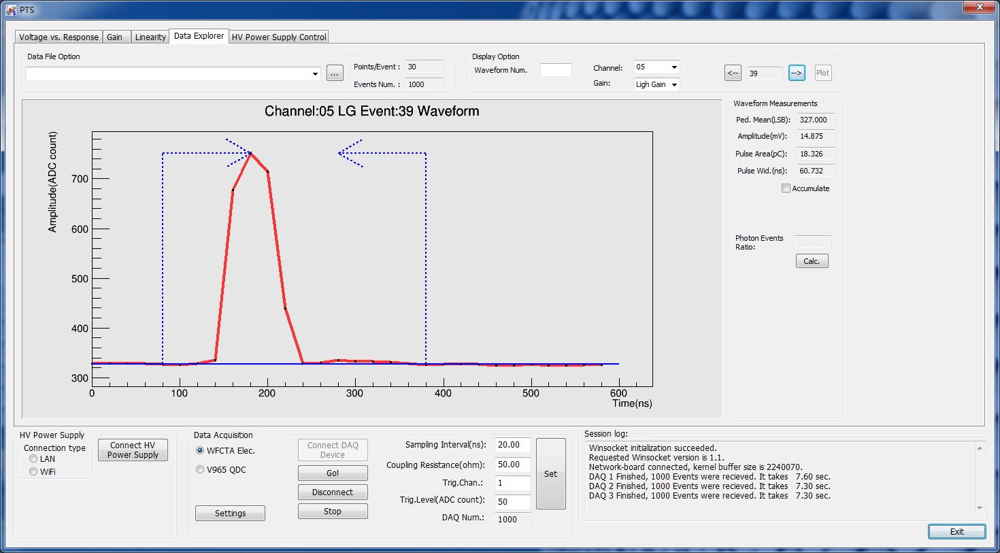 PTS
Voltage vs. Response Gain Linearity Data Explorer HV Power Supply Control
Data File Option
... Points/Event : 30
Events Num. : 1000
Display Option
Waveform Num. Channel: 05 <-- 39 --> Plot
Gain: Ligh Gain
Channel:05 LG Event:39 Waveform
Amplitude(ADC count)
700
600
500
400
300
0 100 200 300 400 500 600
Time(ns)
Waveform Measurements
Ped. Mean(LSB): 327.000
Amplitude(mV): 14.875
Pulse Area(pC): 18.326
Pulse Wid.(ns): 60.732
Accumulate
Photon Events
Ratio:
Calc.
HV Power Supply
Connection type
LAN
WiFi
Connect HV
Power Supply
Data Acquisition
WFCTA Elec.
V965 QDC
Settings
Connect DAQ
Device
Go!
Disconnect
Stop
Sampling Interval(ns): 20.00
Coupling Resistance(ohm): 50.00
Trig.Chan.: 1
Trig.Level(ADC count): 50
DAQ Num.: 1000
Set
Session log:
Winsocket initialization succeeded.
Requested Winsocket version is 1.1.
Network-board connected, kernel buffer size is 2240070.
DAQ 1 Finished, 1000 Events were recieved. It takes 7.60 sec.
DAQ 2 Finished, 1000 Events were recieved. It takes 7.30 sec.
DAQ 3 Finished, 1000 Events were recieved. It takes 7.30 sec.
Exit